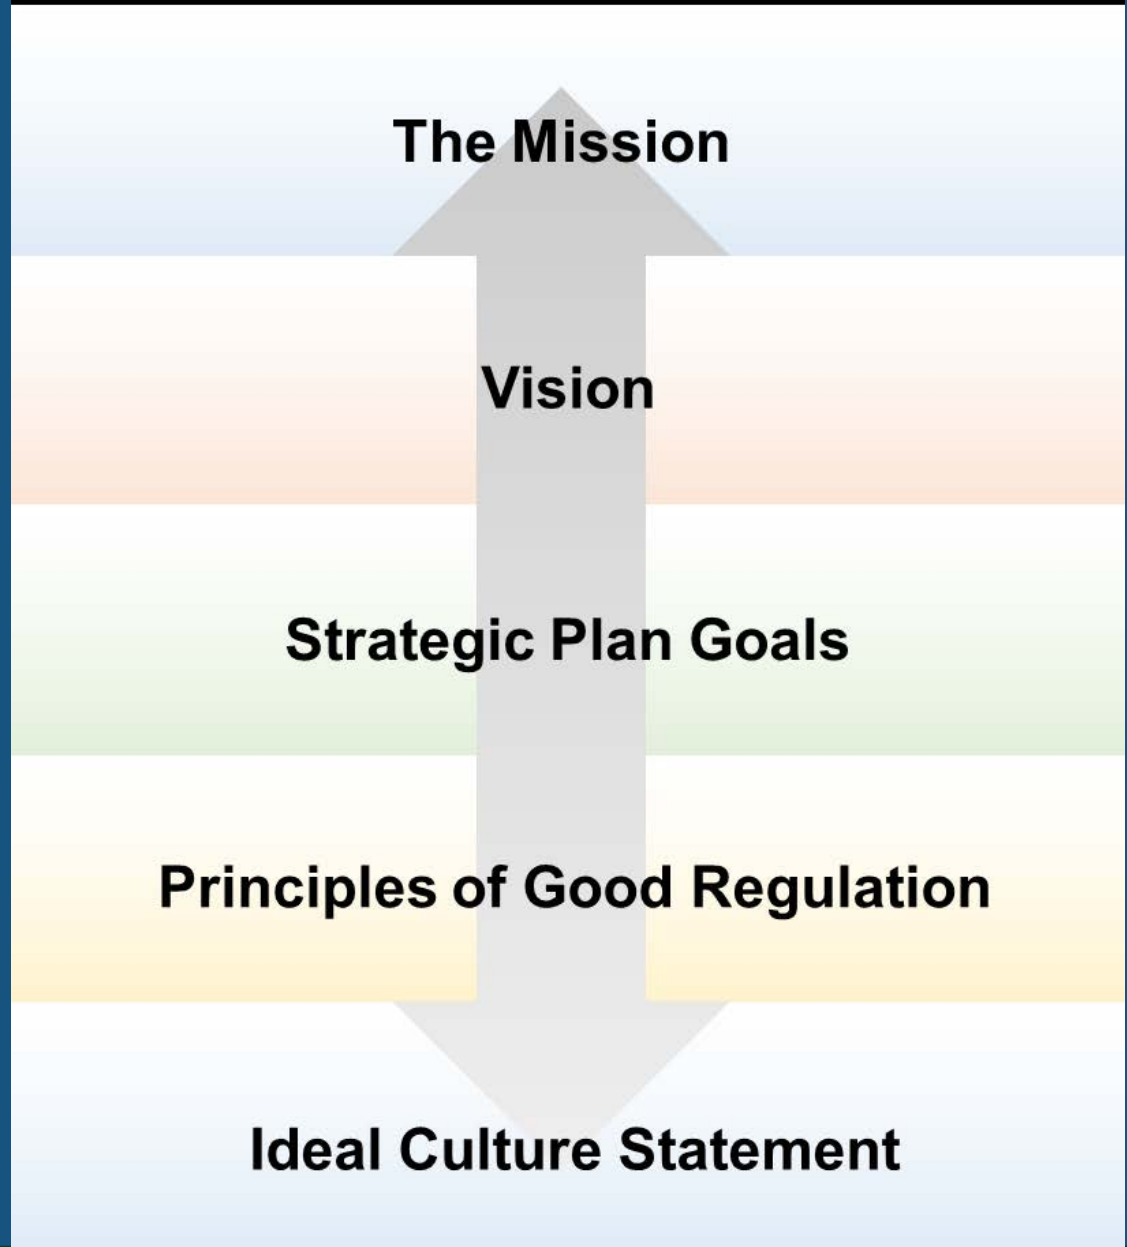 The Mission
Vision
Strategic Plan Goals
Principles of Good Regulation
Ideal Culture Statement